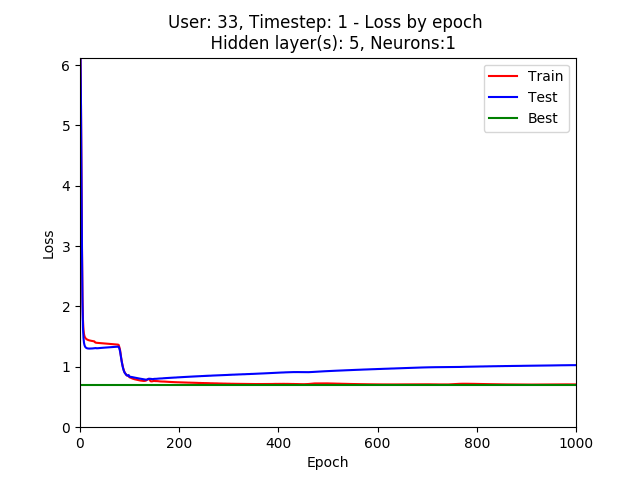 User: 33, Timestep: 1 - Loss by epoch
Hidden layer(s): 5, Neurons:1
Train
Test
Best
Loss
6
5
4
3
2
1
0
0 200 400 600 800 1000
Epoch